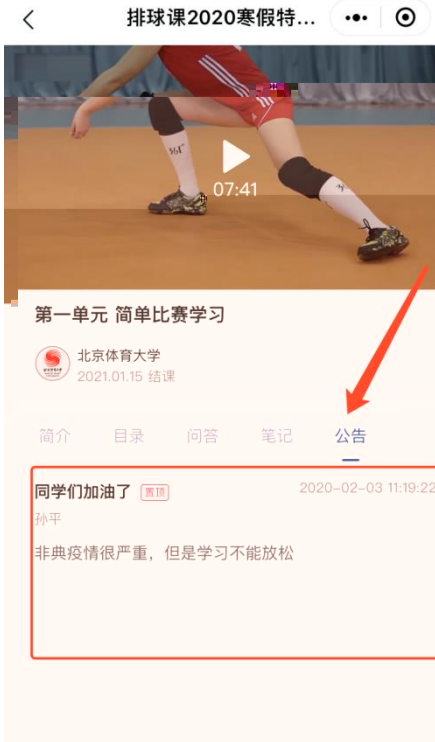 排球课2020寒假特...
07:41
第一单元 简单比赛学习
北京体育大学
2021.01.15 结课
简介 目录 问答 笔记 公告
同学们加油了 置顶 2020-02-03 11:19:22
孙平
非典疫情很严重，但是学习不能放松